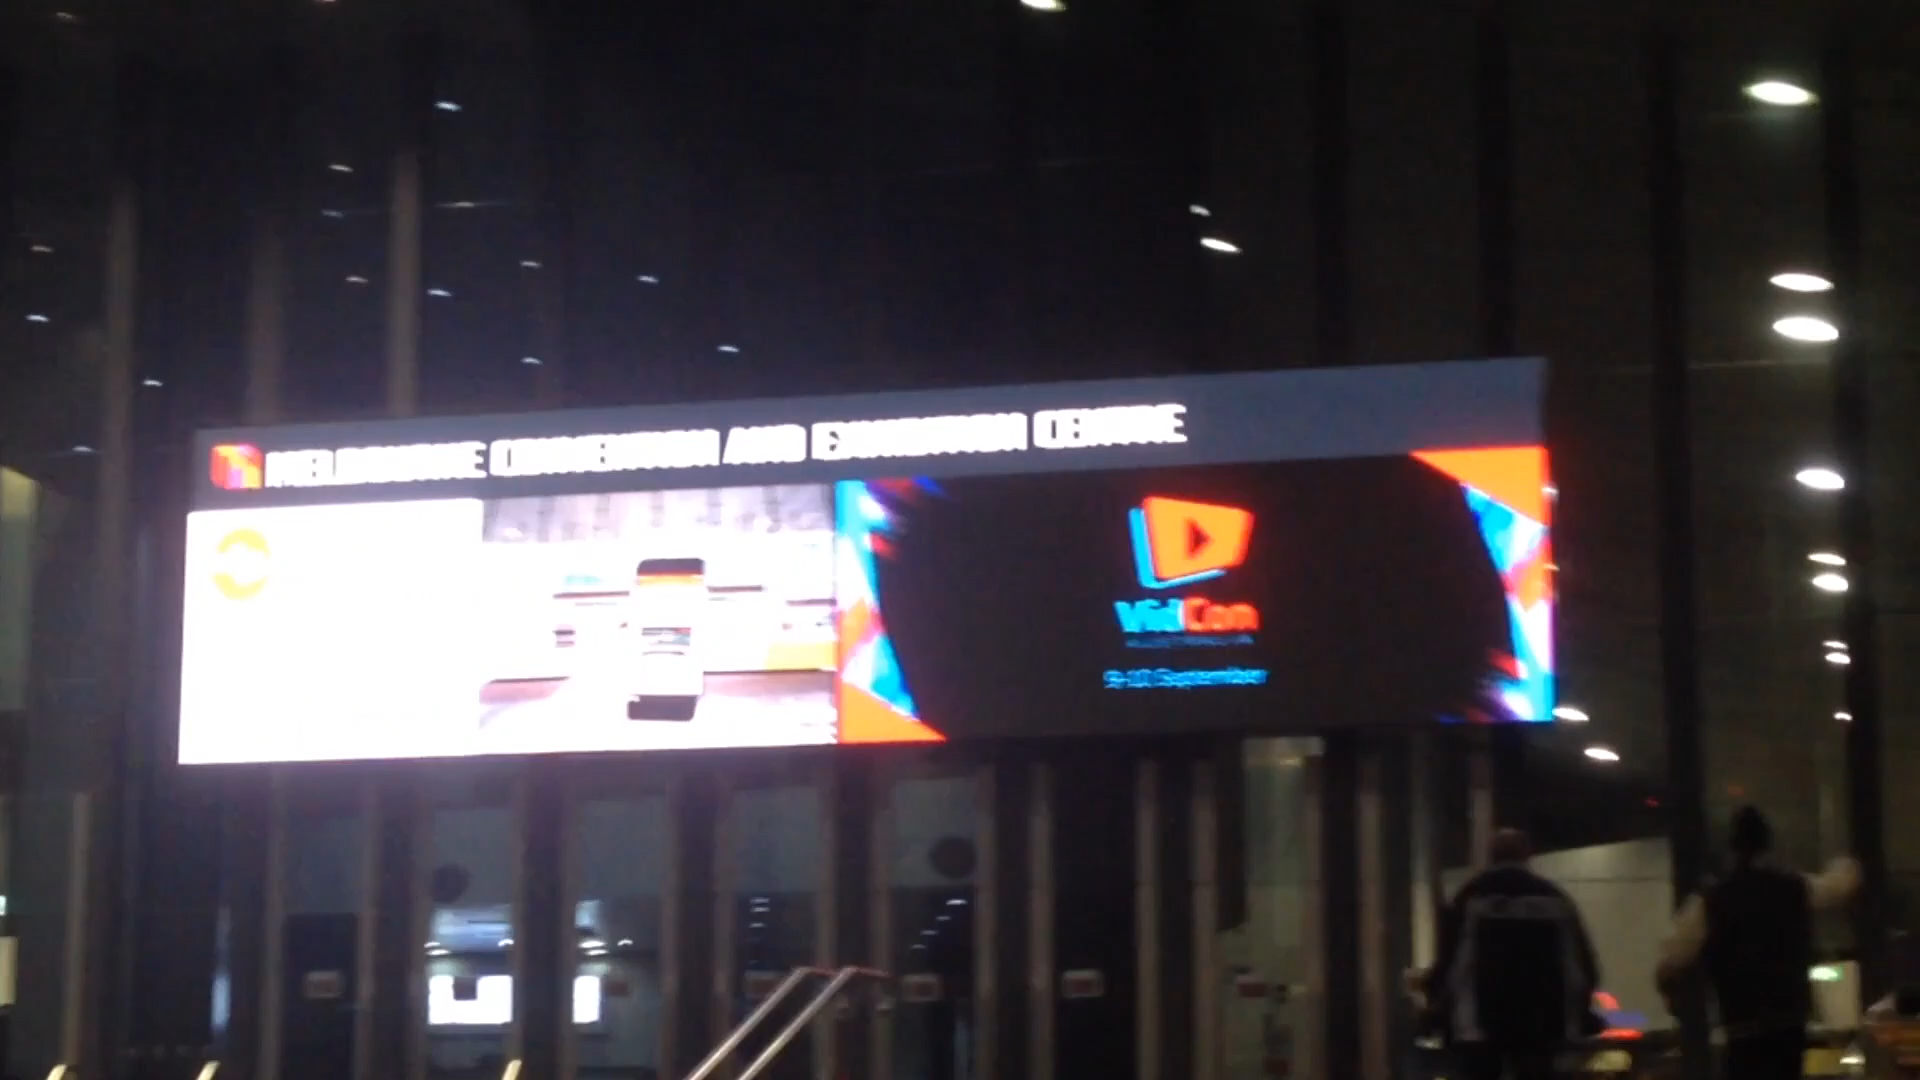 MELBOURNE CONVENTION AND EXHIBITION CENTRE
VidCon
9-10 September